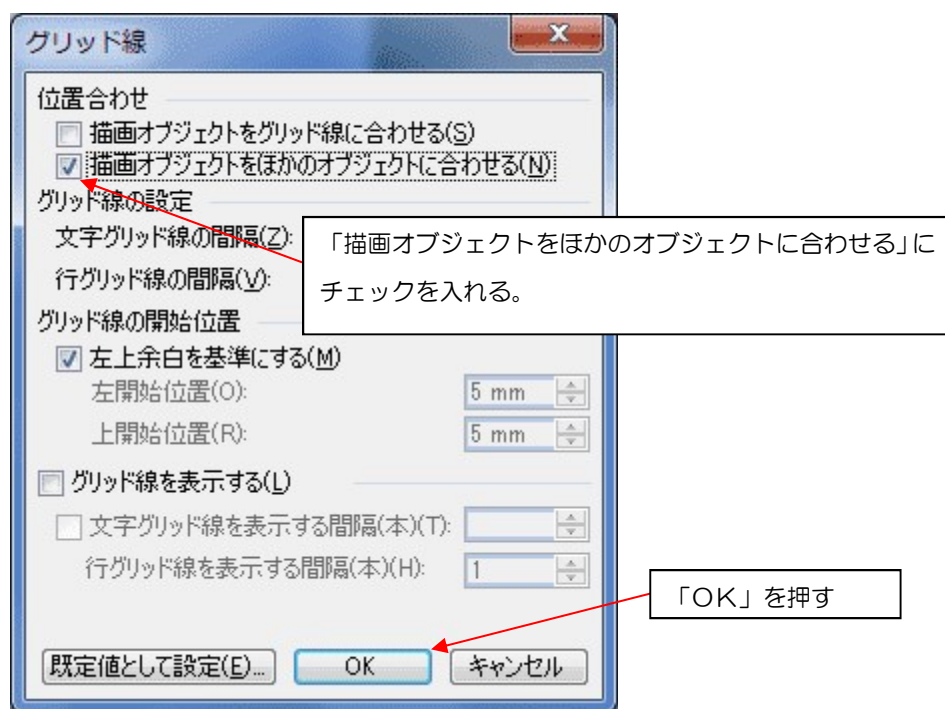 グリッド線
位置合わせ
描画オブジェクトをグリッド線に合わせる(S)
描画オブジェクトをほかのオブジェクトに合わせる(N)
グリッド線の設定
文字グリッド線の間隔(Z):
「描画オブジェクトをほかのオブジェクトに合わせる」に
チェックを入れる。
行グリッド線の間隔(V):
グリッド線の開始位置
左上余白を基準にする(M)
左開始位置(O): 5 mm
上開始位置(R): 5 mm
グリッド線を表示する(L)
文字グリッド線を表示する間隔(本)(T):
行グリッド線を表示する間隔(本)(H): 1
「OK」を押す
既定値として設定(E)... OK キャンセル